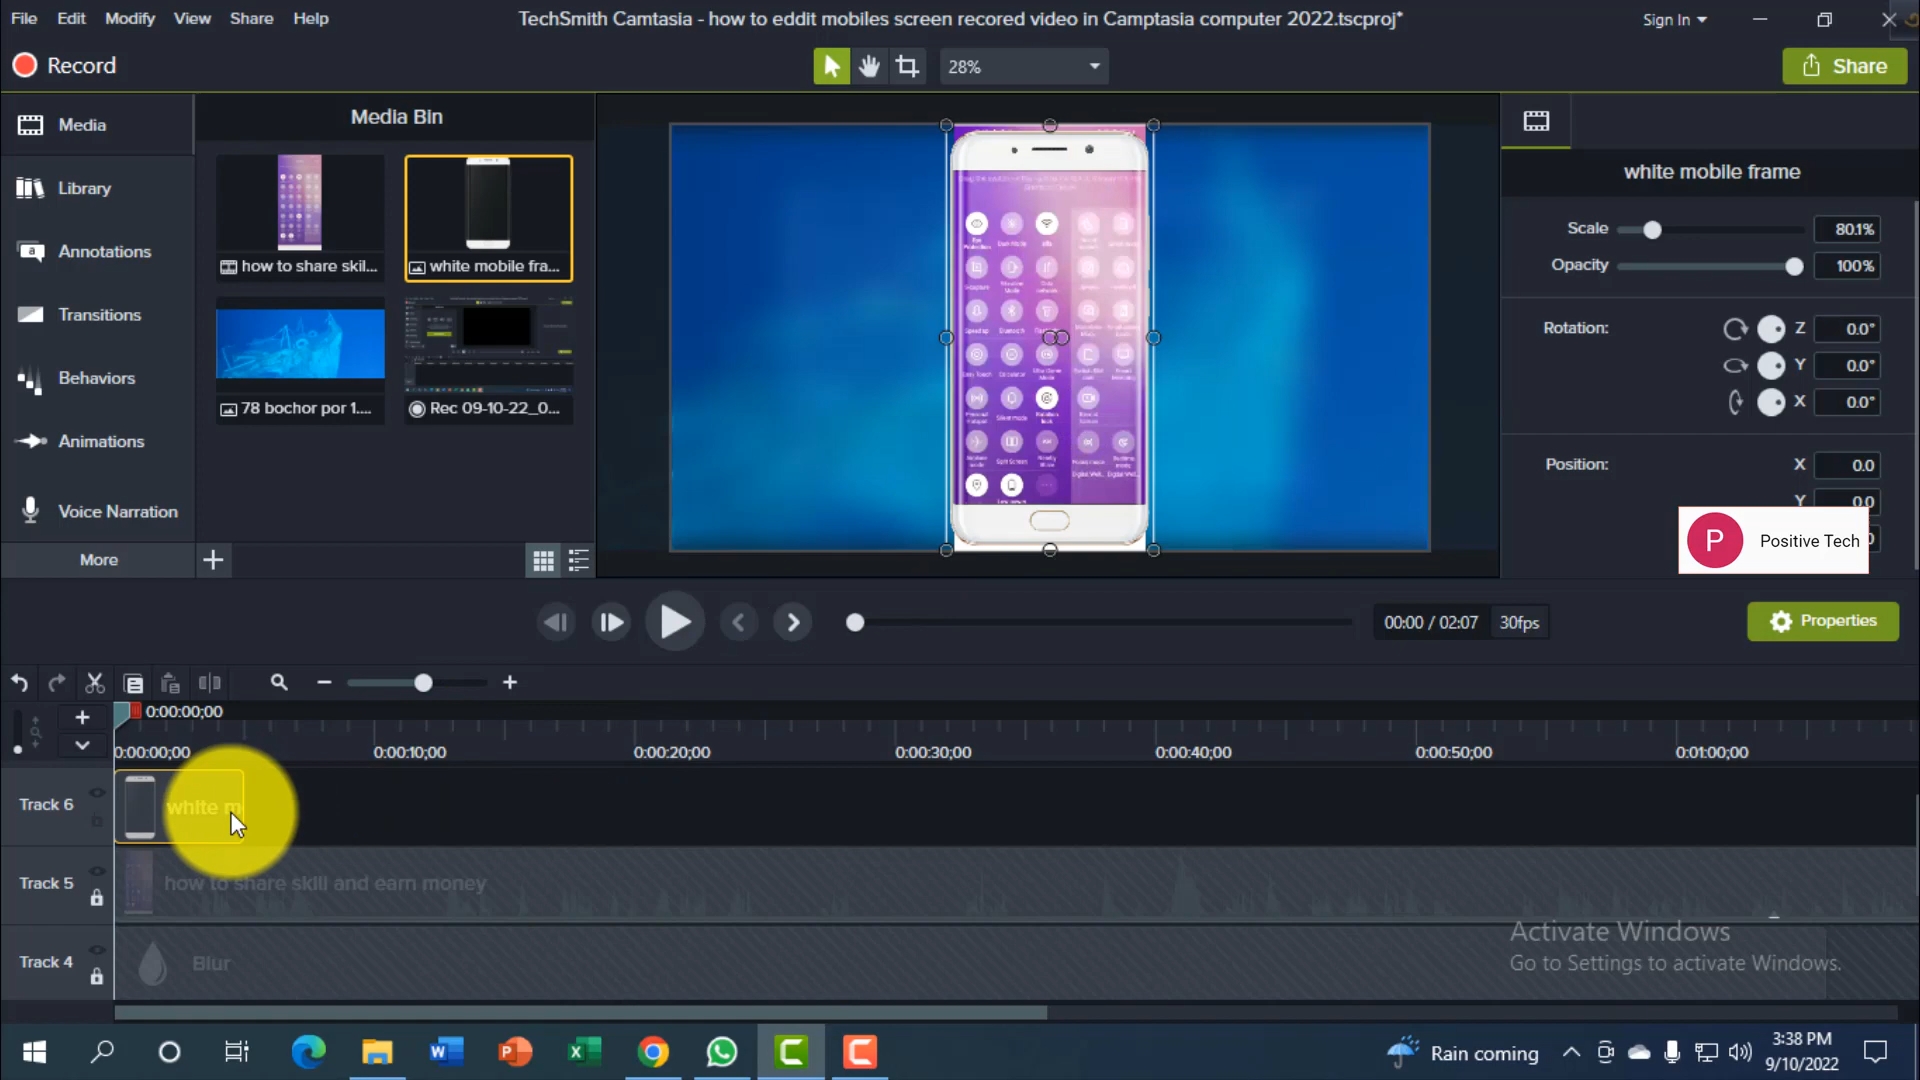 File Edit Modify View Share Help
TechSmith Camtasia - how to eddit mobiles screen recored video in Camptasia computer 2022.tscproj*
Sign In
Record
28%
Share
Media
Library
Annotations
Transitions
Behaviors
Animations
Voice Narration
More
Media Bin
how to share skil...
white mobile fra...
78 bochor por 1....
Rec 09-10-22_0...
white mobile frame
Scale 80.1%
Opacity 100%
Rotation: Z 0.0°
Y 0.0°
X 0.0°
Position: X 0.0
Y 0.0
P Positive Tech
00:00 / 02:07 30fps
Properties
0:00:00;00
0:00:00;00 0:00:10;00 0:00:20;00 0:00:30;00 0:00:40;00 0:00:50;00 0:01:00;00
Track 6
white m
Track 5
how to share skill and earn money
Track 4
Blur
Activate Windows
Go to Settings to activate Windows.
Rain coming
3:38 PM
9/10/2022